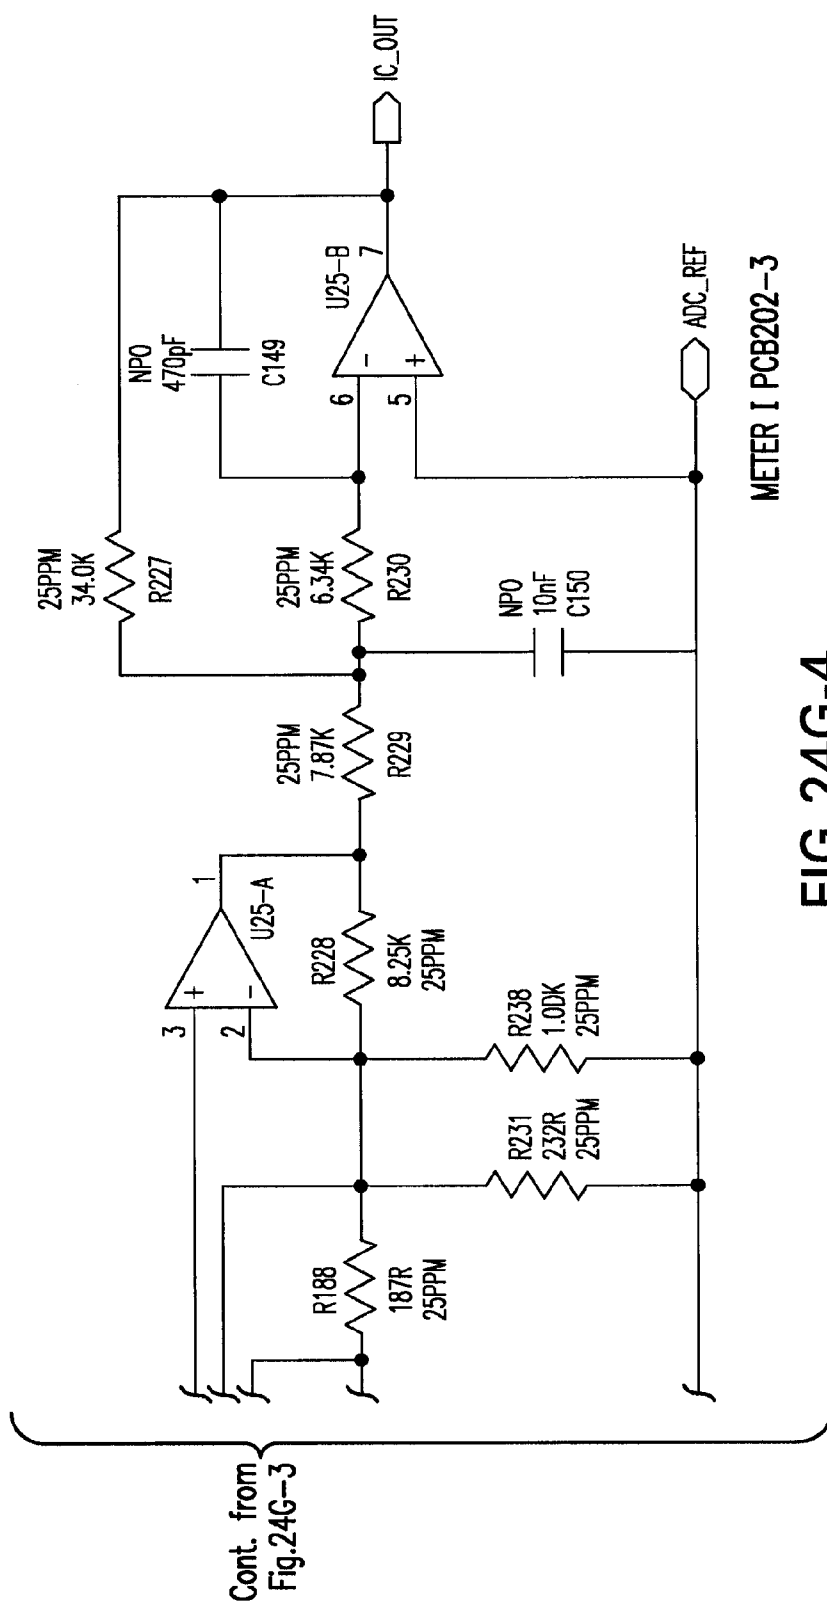 Cont. from
Fig.24G-3
R188
187R
25PPM
R231
232R
25PPM
R238
1.0DK
25PPM
3
+
2
-
1
U25-A
R228
8.25K
25PPM
25PPM
7.87K
R229
25PPM
34.0K
R227
25PPM
6.34K
R230
NPO
10nF
C150
NPO
470pF
C149
6
-
5
+
U25-B
7
IC_OUT
ADC_REF
METER I PCB202-3
FIG. 24G-4